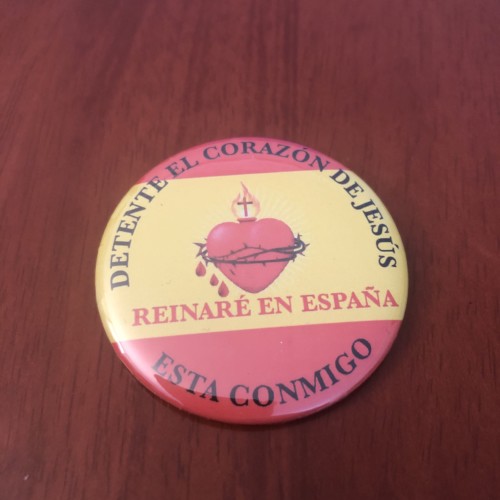 DETENTE EL CORAZÓN DE JESÚS
REINARÉ EN ESPAÑA
ESTA CONMIGO